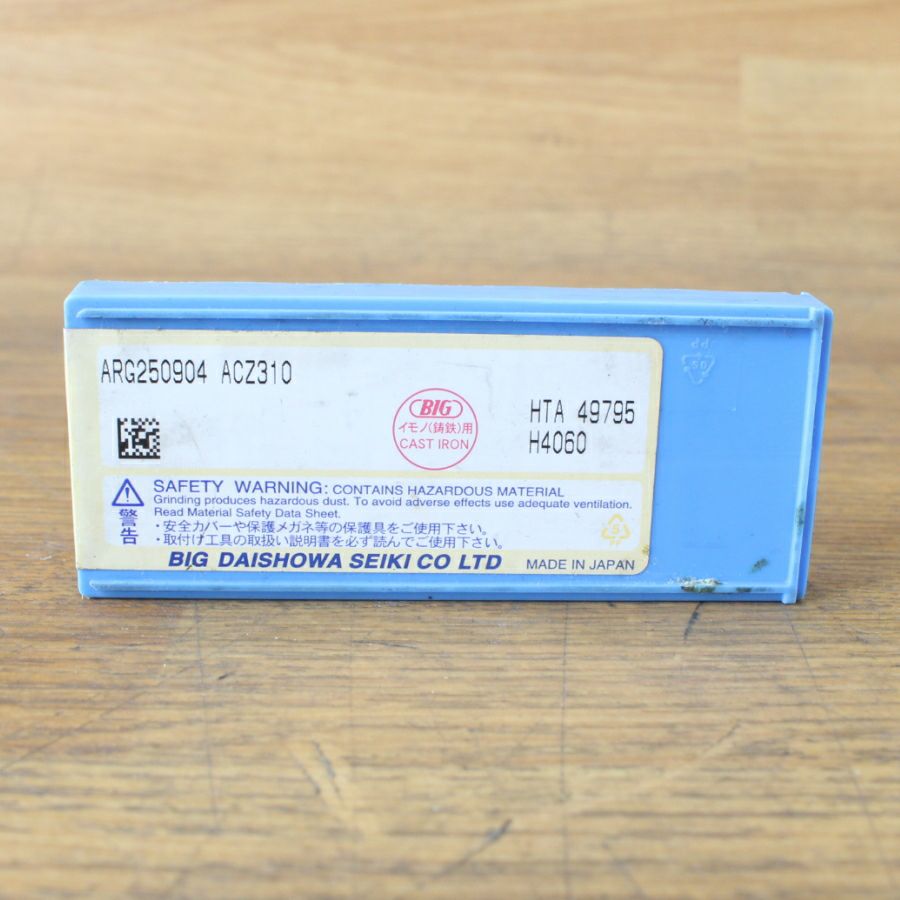 ARG250904 ACZ310
BIG
イモノ(鋳鉄)用
CAST IRON
HTA 49795
H4060
警告
SAFETY WARNING: CONTAINS HAZARDOUS MATERIAL
Grinding produces hazardous dust. To avoid adverse effects use adequate ventilation.
Read Material Safety Data Sheet.
・安全カバーや保護メガネ等の保護具をご使用下さい。
・取付け工具の取扱い説明書を必ず読んでご使用下さい。
5
PP
BIG DAISHOWA SEIKI CO LTD
MADE IN JAPAN
PP
05